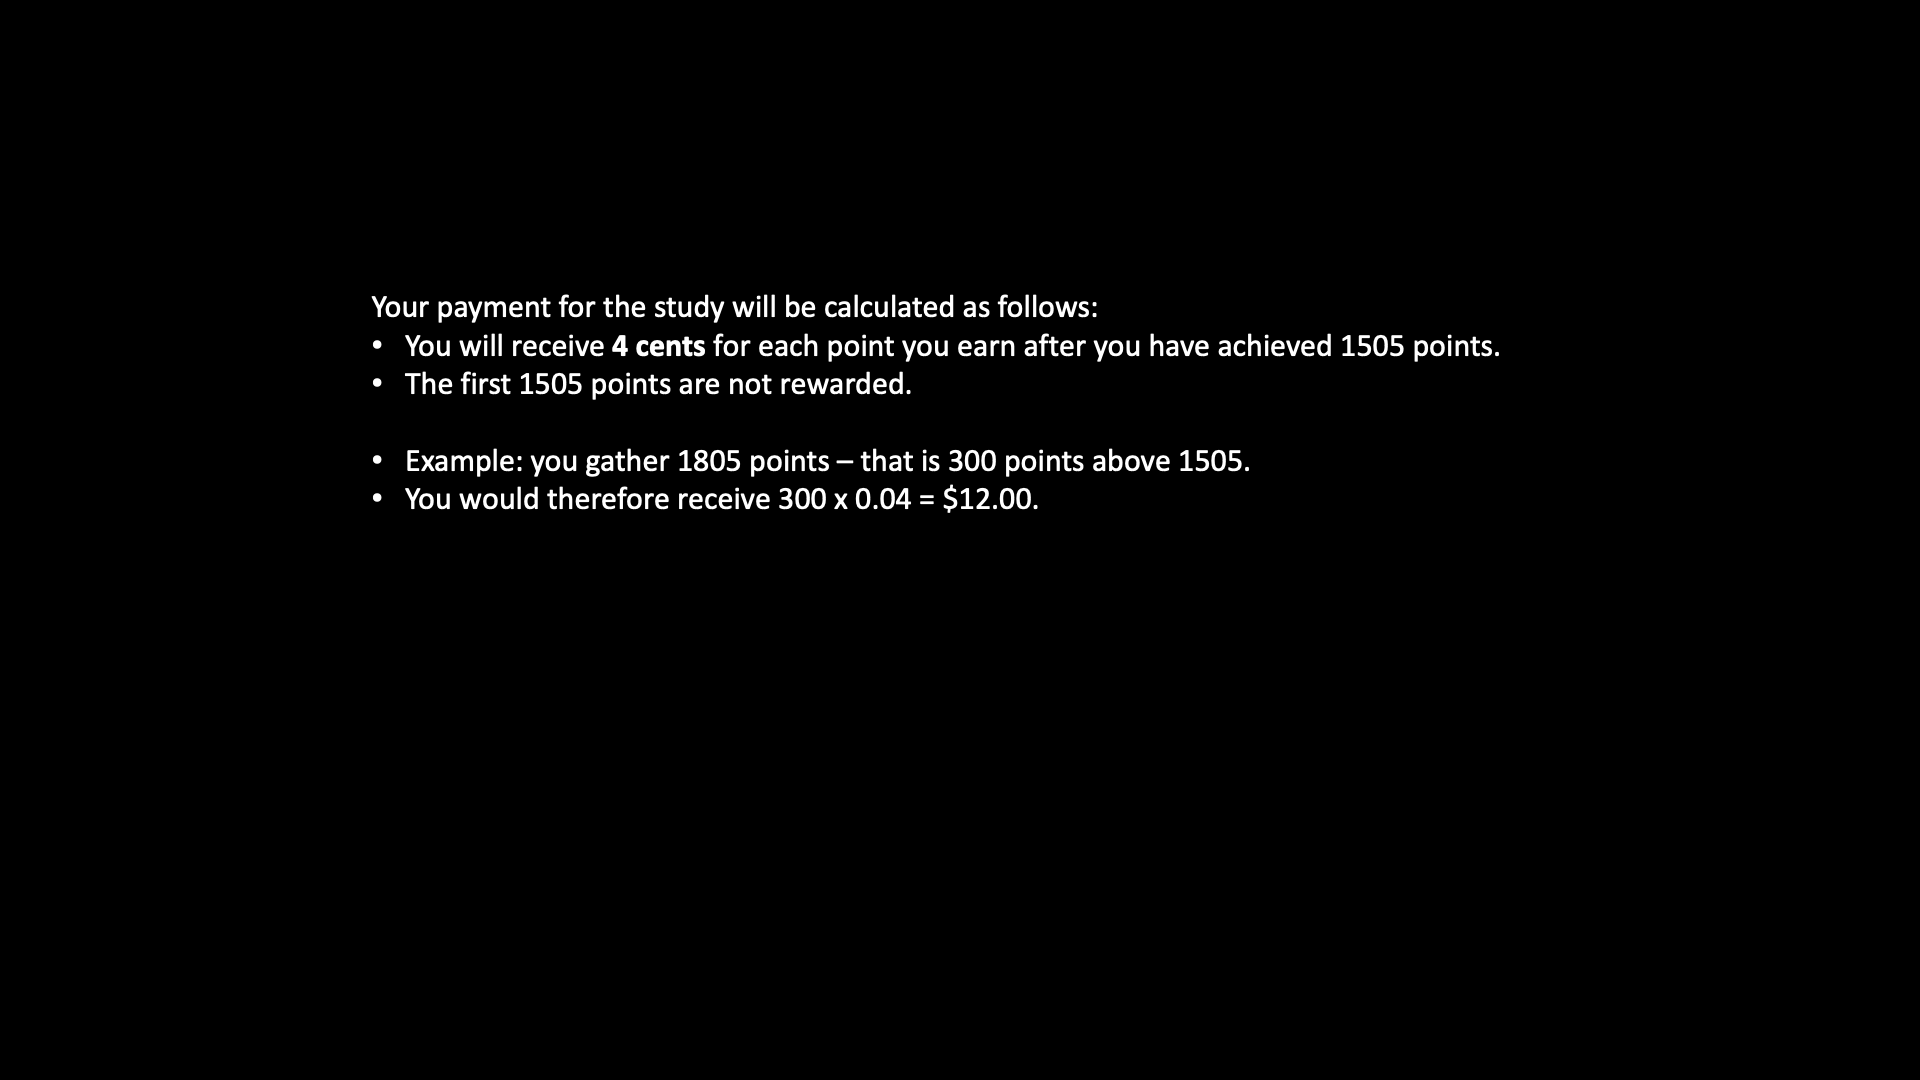 Your payment for the study will be calculated as follows:
• You will receive 4 cents for each point you earn after you have achieved 1505 points.
• The first 1505 points are not rewarded.
• Example: you gather 1805 points – that is 300 points above 1505.
• You would therefore receive 300 x 0.04 = $12.00.